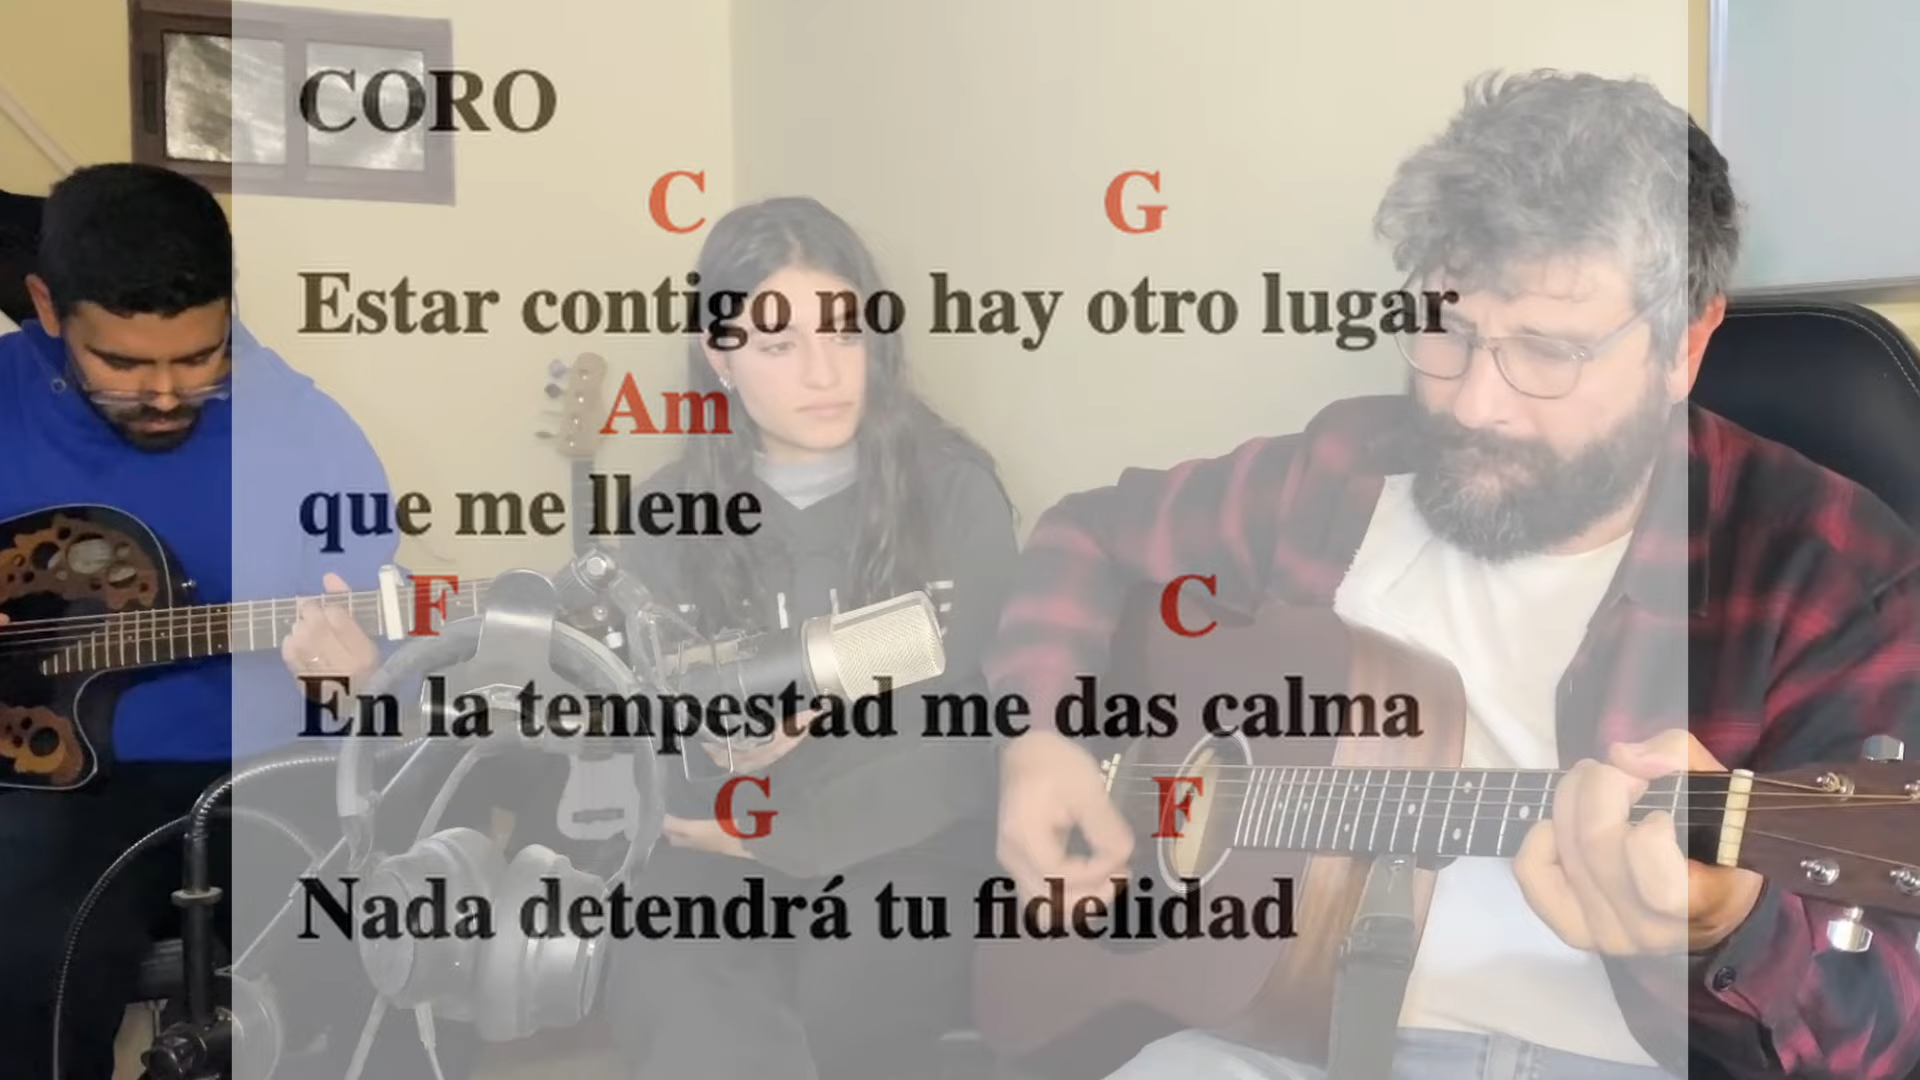 CORO
C G
Estar contigo no hay otro lugar
Am
que me llene
F C
En la tempestad me das calma
G F
Nada detendrá tu fidelidad